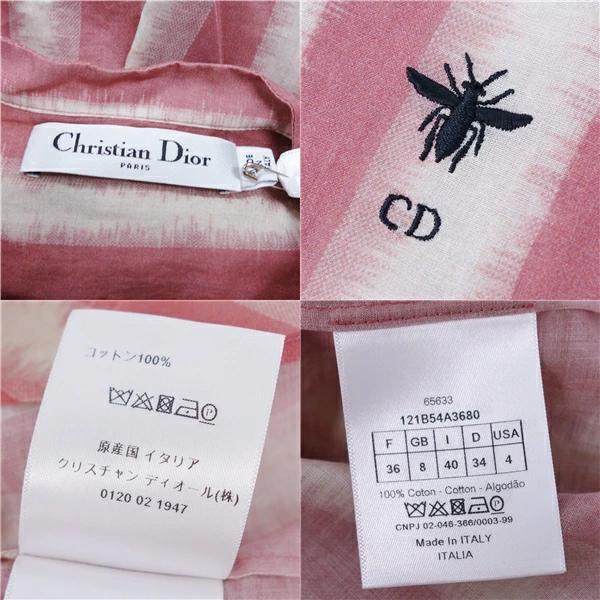 Christian Dior
PARIS
CD
コットン100%
原産国 イタリア
クリスチャン ディオール(株)
0120 02 1947
65633
121B54A3680
F GB I D USA
36 8 40 34 4
100% Coton - Cotton - Algodão
CNPJ 02-046-366/0003-99
Made In ITALY
ITALIA